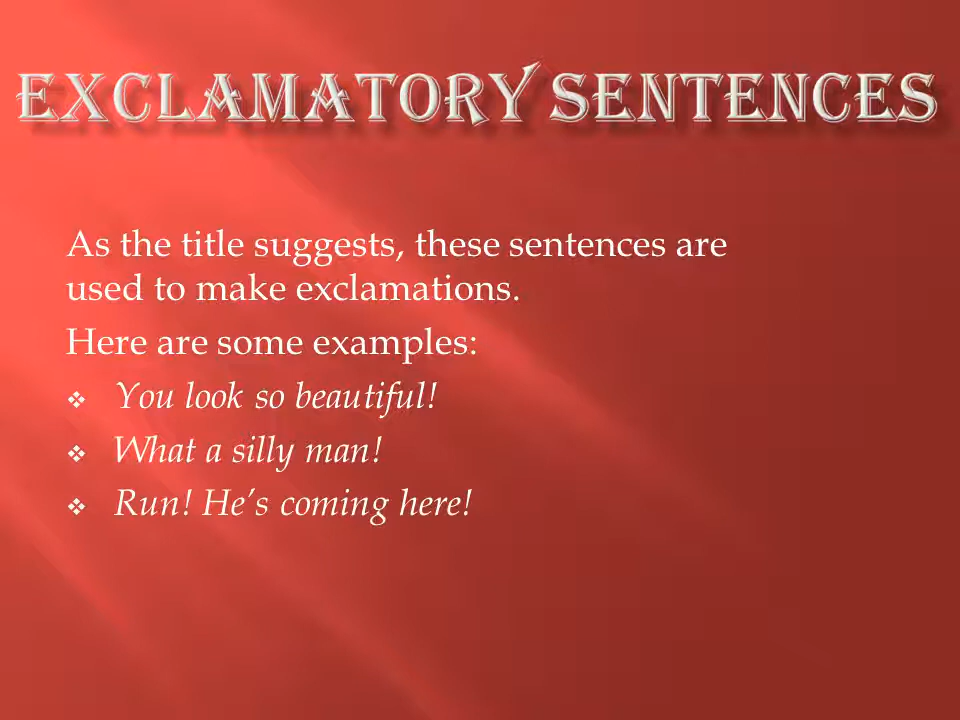 EXCLAMATORY SENTENCES
As the title suggests, these sentences are
used to make exclamations.
Here are some examples:
❖ You look so beautiful!
❖ What a silly man!
❖ Run! He’s coming here!